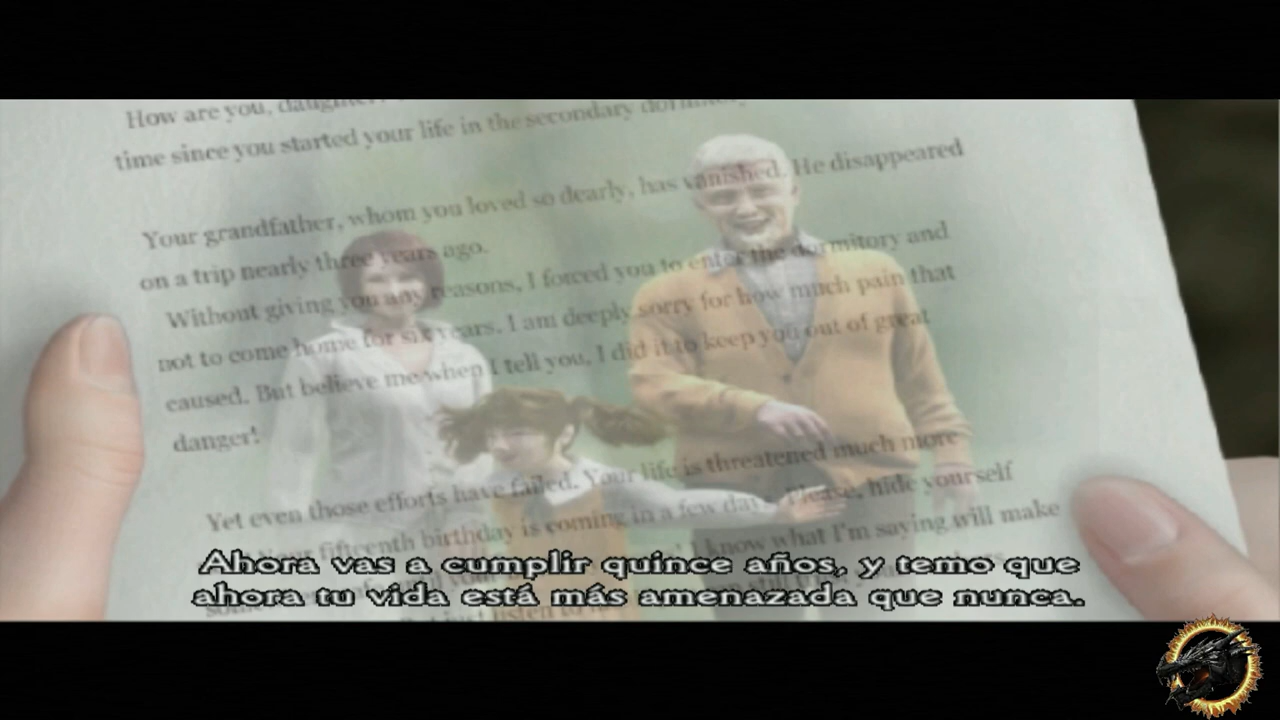 How are you, daughter?
time since you started your life in the secondary dormitory
Your grandfather, whom you loved so dearly, has vanished. He disappeared
on a trip nearly three years ago.
Without giving you any reasons, I forced you to enter the dormitory and
not to come home for six years. I am deeply sorry for how much pain that
caused. But believe me when I tell you, I did it to keep you out of great
danger!
Yet even those efforts have failed. Your life is threatened much more
fifteenth birthday is coming in a few days. Please, hide yourself
I know what I'm saying will make
just listen to
Ahora vas a cumplir quince años, y temo que
ahora tu vida está más amenazada que nunca.